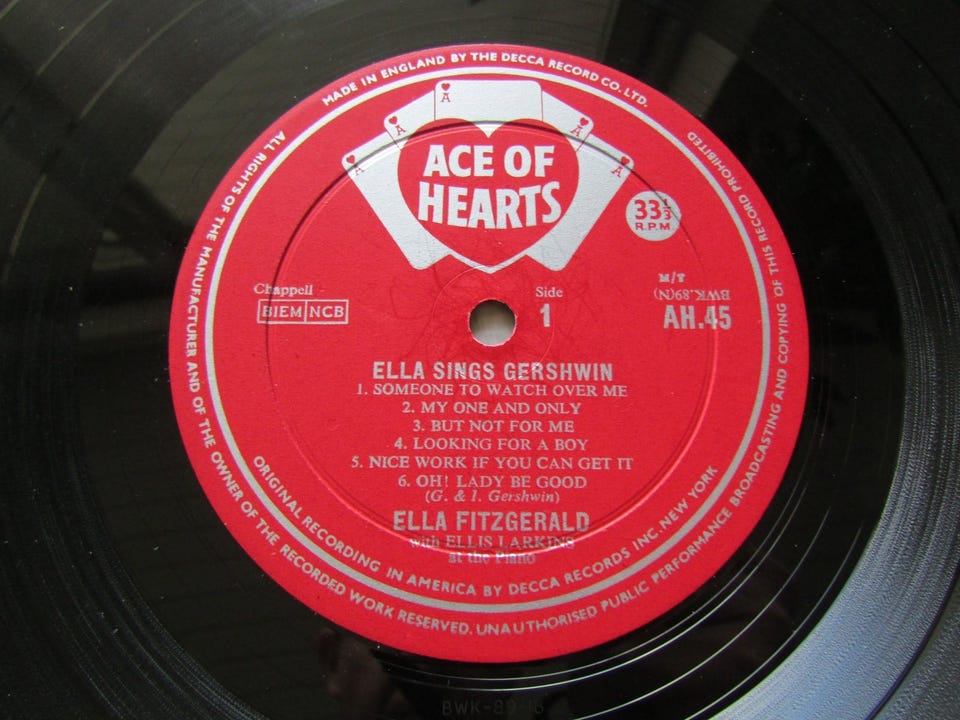 MADE IN ENGLAND BY THE DECCA RECORD CO. LTD.
ALL RIGHTS OF THE MANUFACTURER AND OF THE OWNER OF THE RECORDED WORK RESERVED. UNAUTHORISED PUBLIC PERFORMANCE BROADCASTING AND COPYING OF THIS RECORD PROHIBITED
A
A
A
A
A
ACE OF
HEARTS
33 1/3
R.P.M
Chappell
BIEM NCB
Side
1
M/T
BWK.89(N)
AH.45
ELLA SINGS GERSHWIN
1. SOMEONE TO WATCH OVER ME
2. MY ONE AND ONLY
3. BUT NOT FOR ME
4. LOOKING FOR A BOY
5. NICE WORK IF YOU CAN GET IT
6. OH! LADY BE GOOD
(G. & I. Gershwin)
ELLA FITZGERALD
with ELLIS LARKINS
at the Piano
ORIGINAL RECORDING IN AMERICA BY DECCA RECORDS INC. NEW YORK